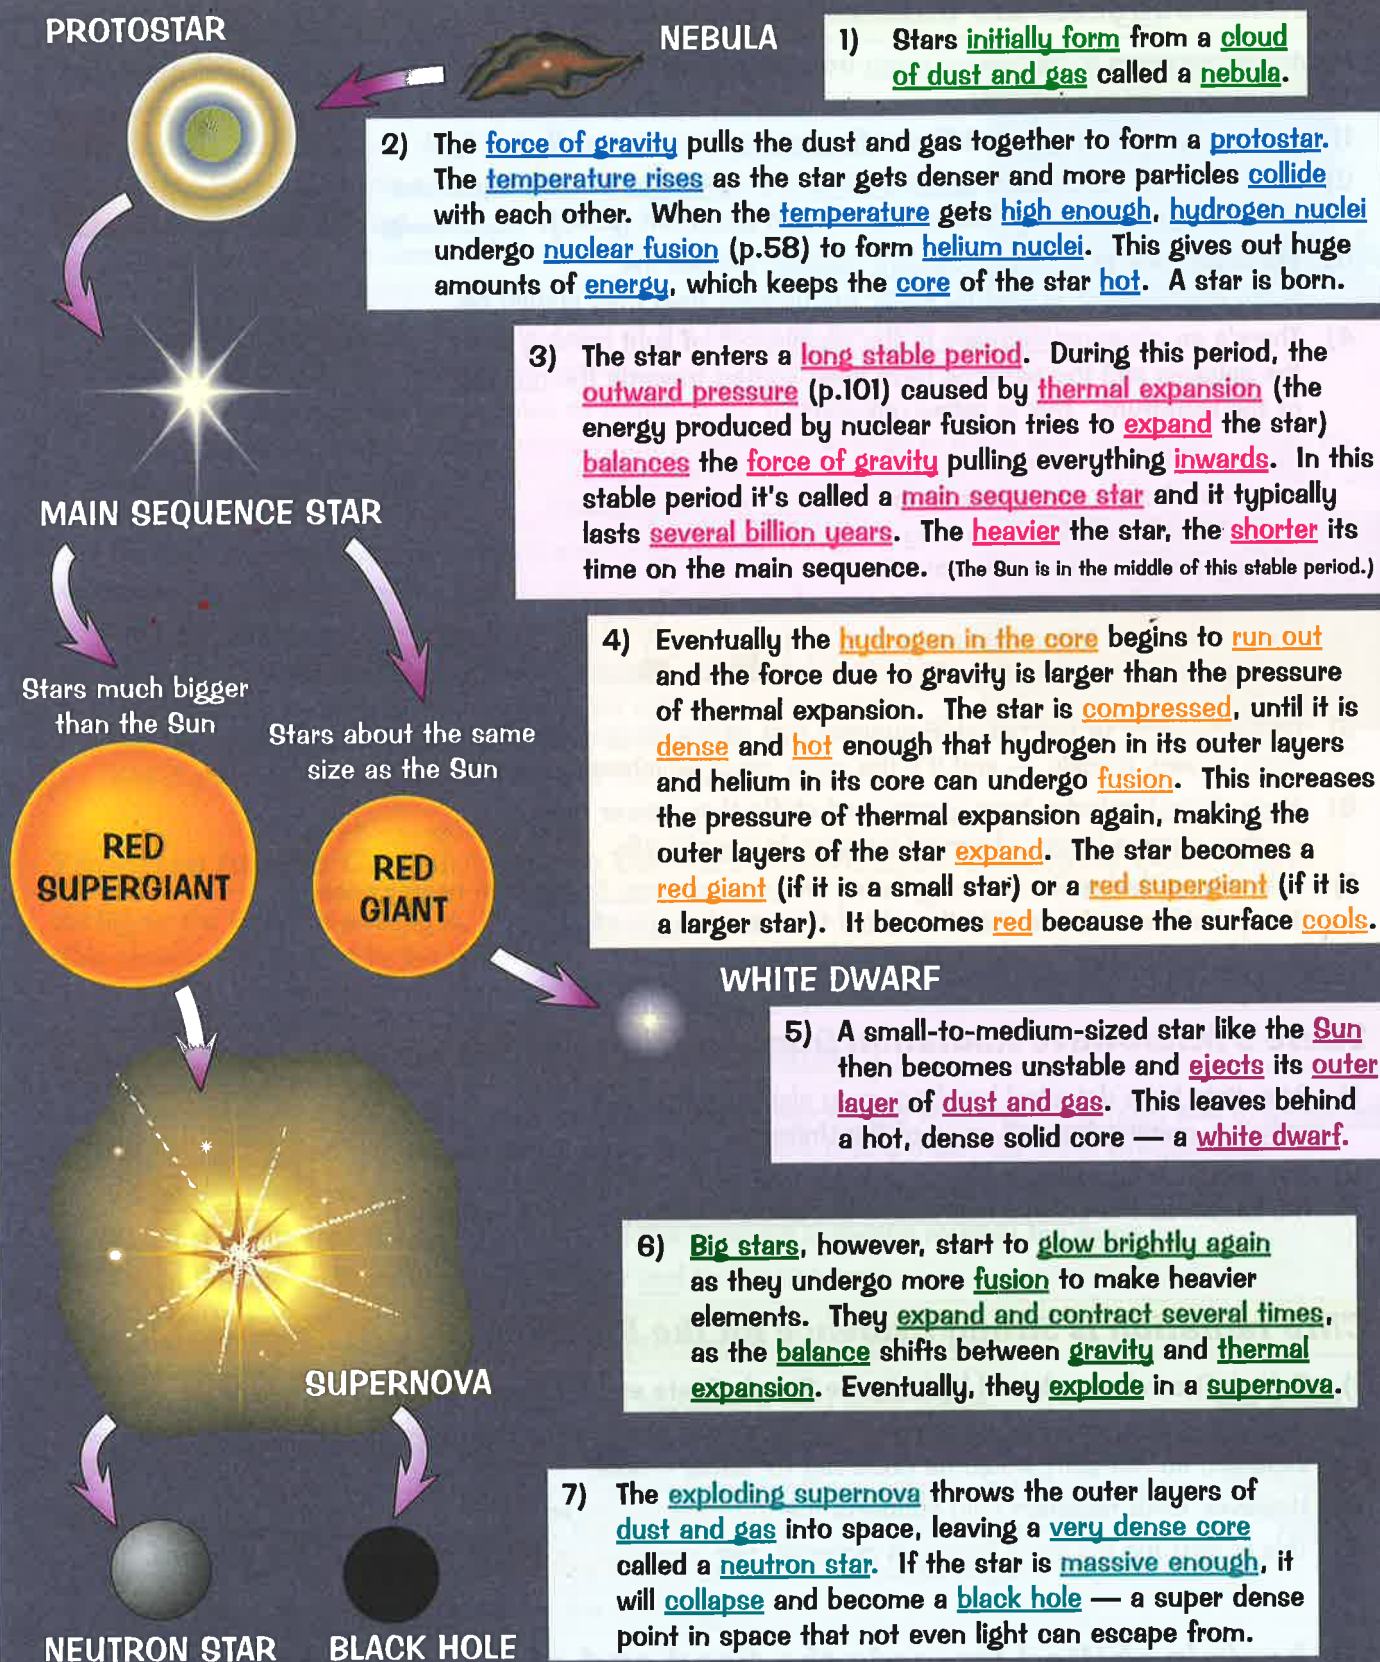 PROTOSTAR
NEBULA
1) Stars initially form from a cloud
of dust and gas called a nebula.
2) The force of gravity pulls the dust and gas together to form a protostar.
The temperature rises as the star gets denser and more particles collide
with each other. When the temperature gets high enough, hydrogen nuclei
undergo nuclear fusion (p.58) to form helium nuclei. This gives out huge
amounts of energy, which keeps the core of the star hot. A star is born.
3) The star enters a long stable period. During this period, the
outward pressure (p.101) caused by thermal expansion (the
energy produced by nuclear fusion tries to expand the star)
balances the force of gravity pulling everything inwards. In this
stable period it's called a main sequence star and it typically
lasts several billion years. The heavier the star, the shorter its
time on the main sequence. (The Sun is in the middle of this stable period.)
MAIN SEQUENCE STAR
Stars much bigger
than the Sun
Stars about the same
size as the Sun
RED
SUPERGIANT
RED
GIANT
4) Eventually the hydrogen in the core begins to run out
and the force due to gravity is larger than the pressure
of thermal expansion. The star is compressed, until it is
dense and hot enough that hydrogen in its outer layers
and helium in its core can undergo fusion. This increases
the pressure of thermal expansion again, making the
outer layers of the star expand. The star becomes a
red giant (if it is a small star) or a red supergiant (if it is
a larger star). It becomes red because the surface cools.
WHITE DWARF
5) A small-to-medium-sized star like the Sun
then becomes unstable and ejects its outer
layer of dust and gas. This leaves behind
a hot, dense solid core — a white dwarf.
6) Big stars, however, start to glow brightly again
as they undergo more fusion to make heavier
elements. They expand and contract several times,
as the balance shifts between gravity and thermal
expansion. Eventually, they explode in a supernova.
SUPERNOVA
7) The exploding supernova throws the outer layers of
dust and gas into space, leaving a very dense core
called a neutron star. If the star is massive enough, it
will collapse and become a black hole — a super dense
point in space that not even light can escape from.
NEUTRON STAR
BLACK HOLE